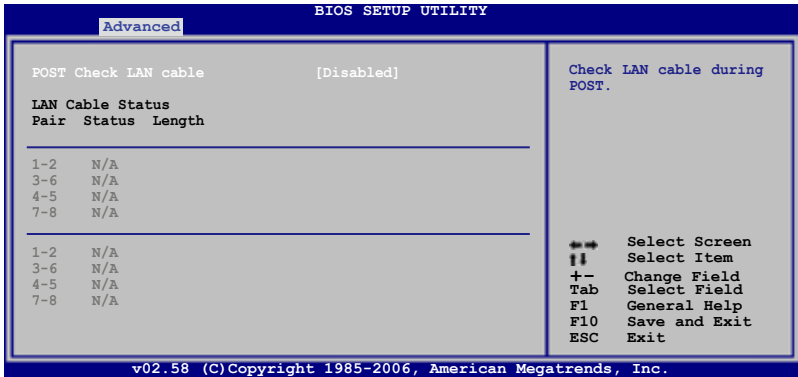 BIOS SETUP UTILITY
Advanced
POST Check LAN cable [Disabled]
LAN Cable Status
Pair Status Length
1-2 N/A
3-6 N/A
4-5 N/A
7-8 N/A
1-2 N/A
3-6 N/A
4-5 N/A
7-8 N/A
Check LAN cable during
POST.
←→ Select Screen
↑↓ Select Item
+- Change Field
Tab Select Field
F1 General Help
F10 Save and Exit
ESC Exit
v02.58 (C)Copyright 1985-2006, American Megatrends, Inc.